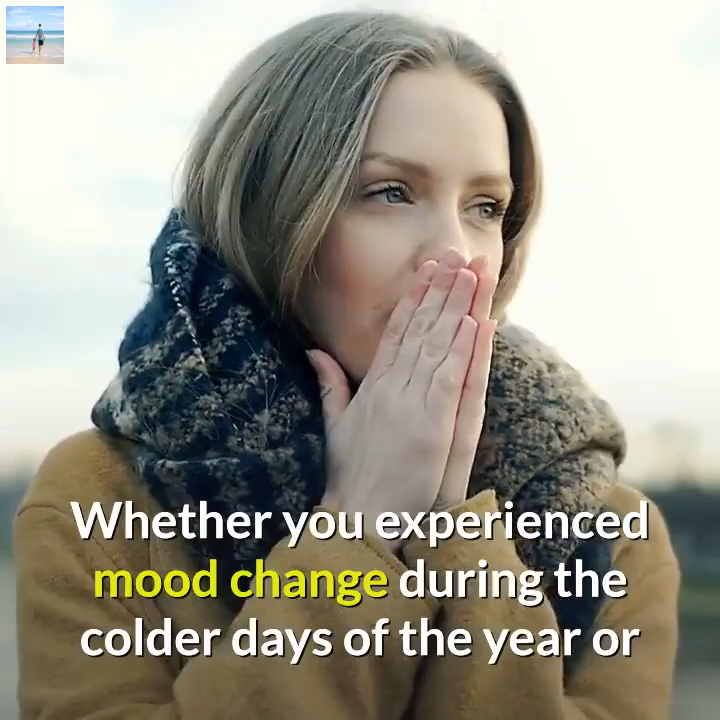 Whether you experienced
mood change during the
colder days of the year or